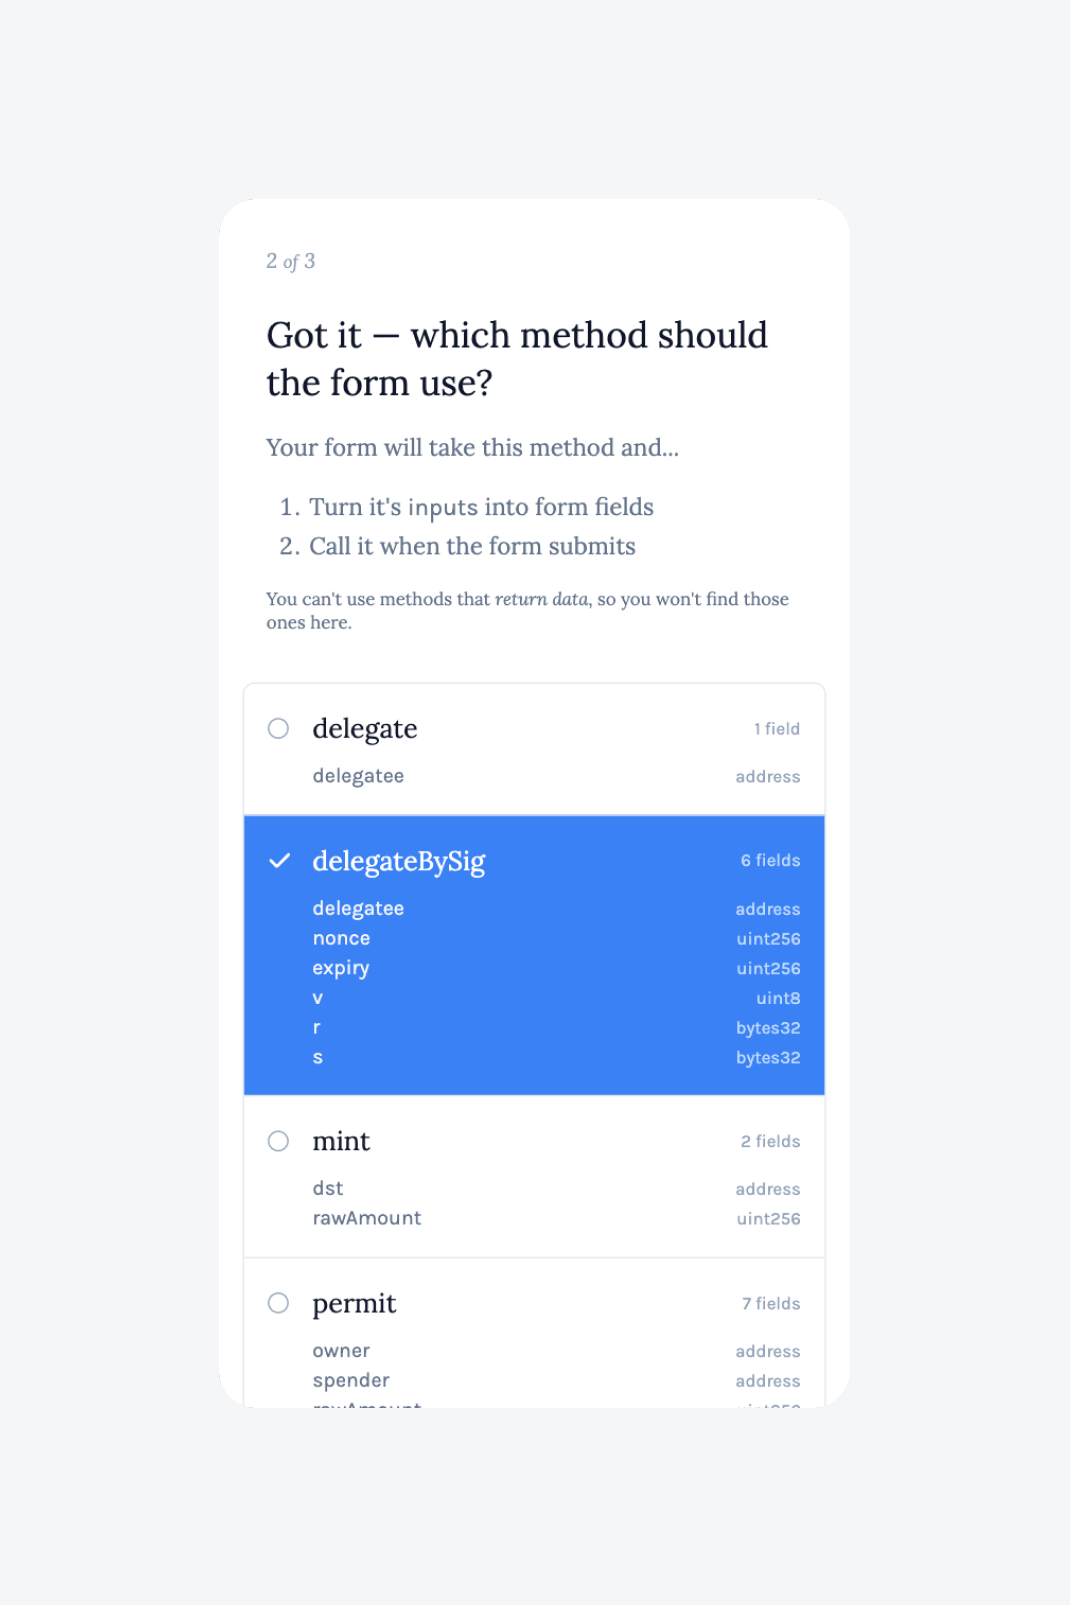 2 of 3
Got it — which method should
the form use?
Your form will take this method and...
1. Turn it's inputs into form fields
2. Call it when the form submits
You can't use methods that return data, so you won't find those
ones here.
delegate 1 field
delegatee address
delegateBySig 6 fields
delegatee address
nonce uint256
expiry uint256
v uint8
r bytes32
s bytes32
mint 2 fields
dst address
rawAmount uint256
permit 7 fields
owner address
spender address
rawAmount uint256